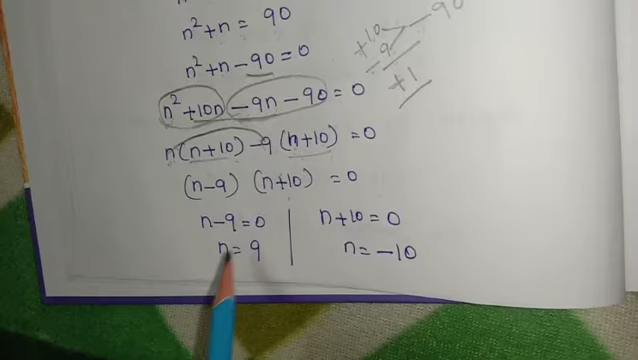 n² + n = 90
n² + n - 90 = 0
+10
9
90
+1
n² + 10n - 9n - 90 = 0
n(n+10) - 9(n+10) = 0
(n-9) (n+10) = 0
n-9=0 | n+10=0
n=9 | n=-10